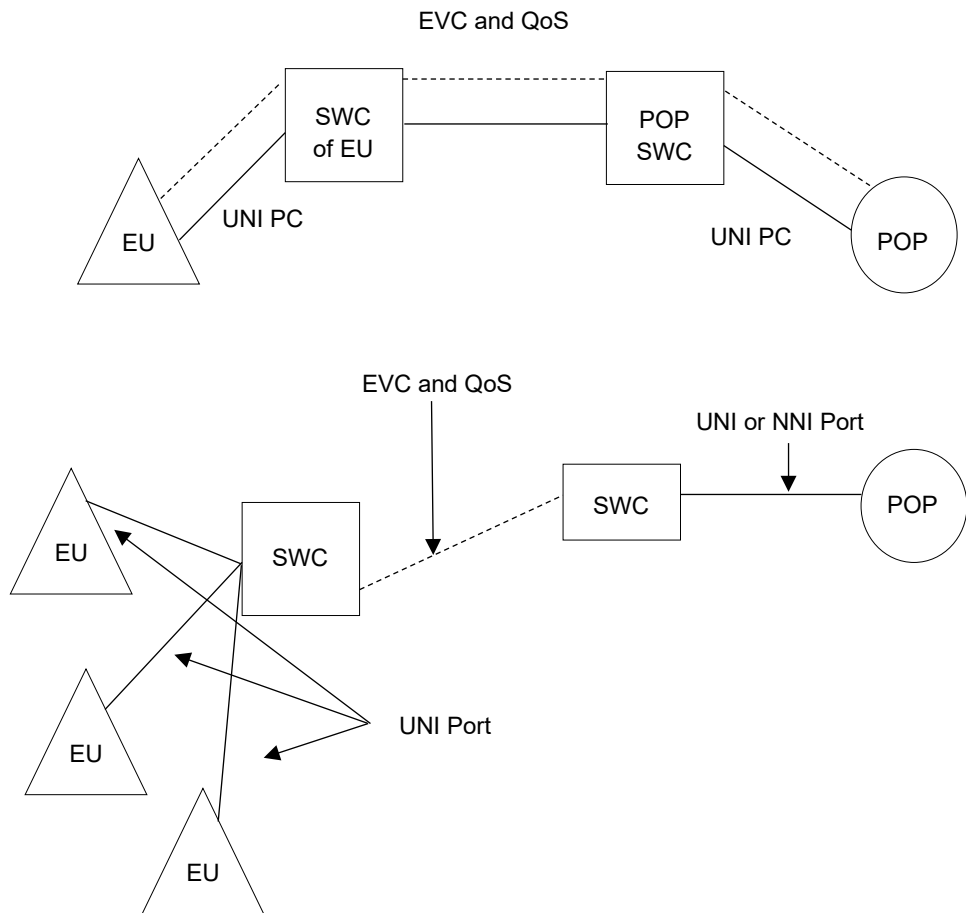 EVC and QoS
SWC
of EU
POP
SWC
UNI PC
EU
UNI PC
POP
EVC and QoS
UNI or NNI Port
SWC
POP
EU
SWC
UNI Port
EU
EU